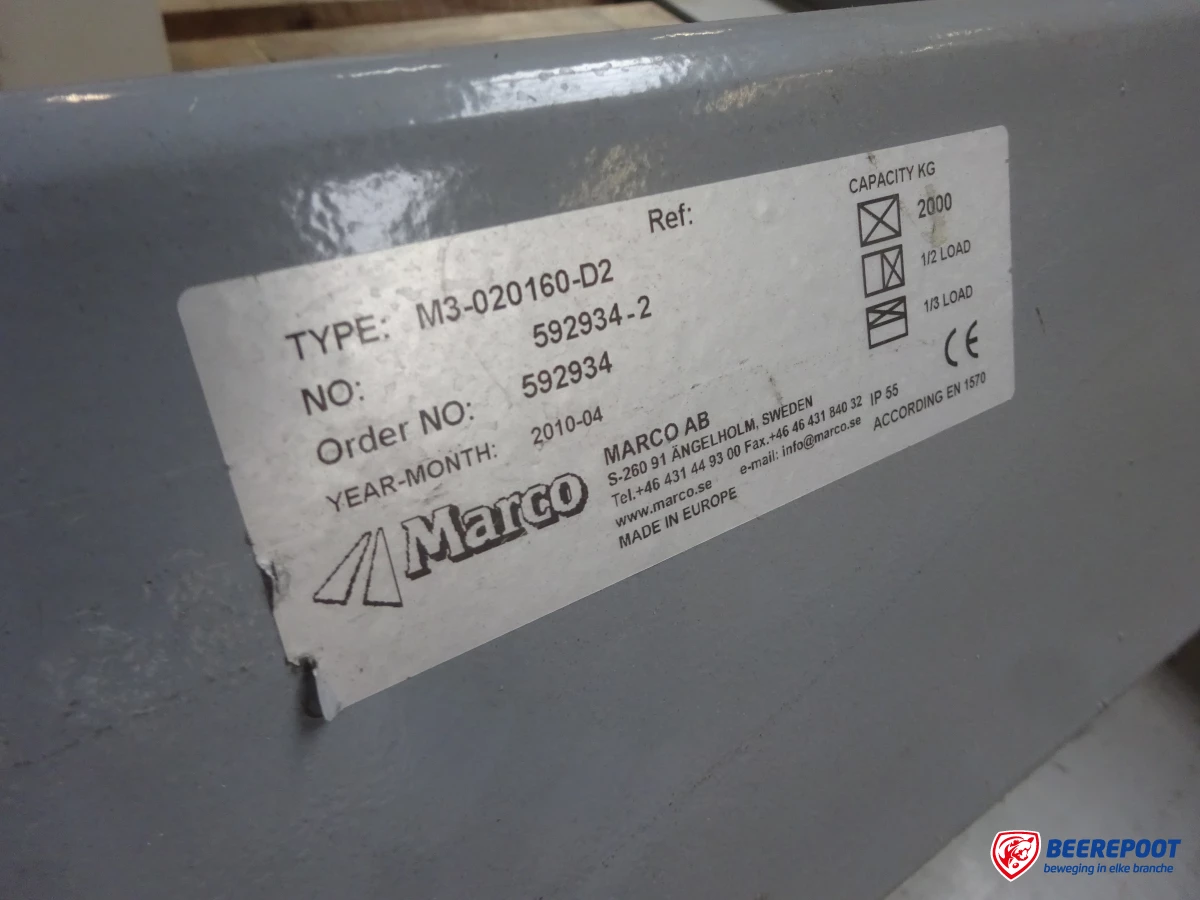 Ref:
TYPE: M3-020160-D2
NO: 592934-2
Order NO: 592934
YEAR-MONTH: 2010-04
CAPACITY KG
2000
1/2 LOAD
1/3 LOAD
CE
Marco
MARCO AB
S-260 91 ÄNGELHOLM, SWEDEN
Tel.+46 431 44 93 00 Fax.+46 46 431 840 32 IP 55
www.marco.se e-mail: info@marco.se ACCORDING EN 1570
MADE IN EUROPE
BEEREPOOT
beweging in elke branche